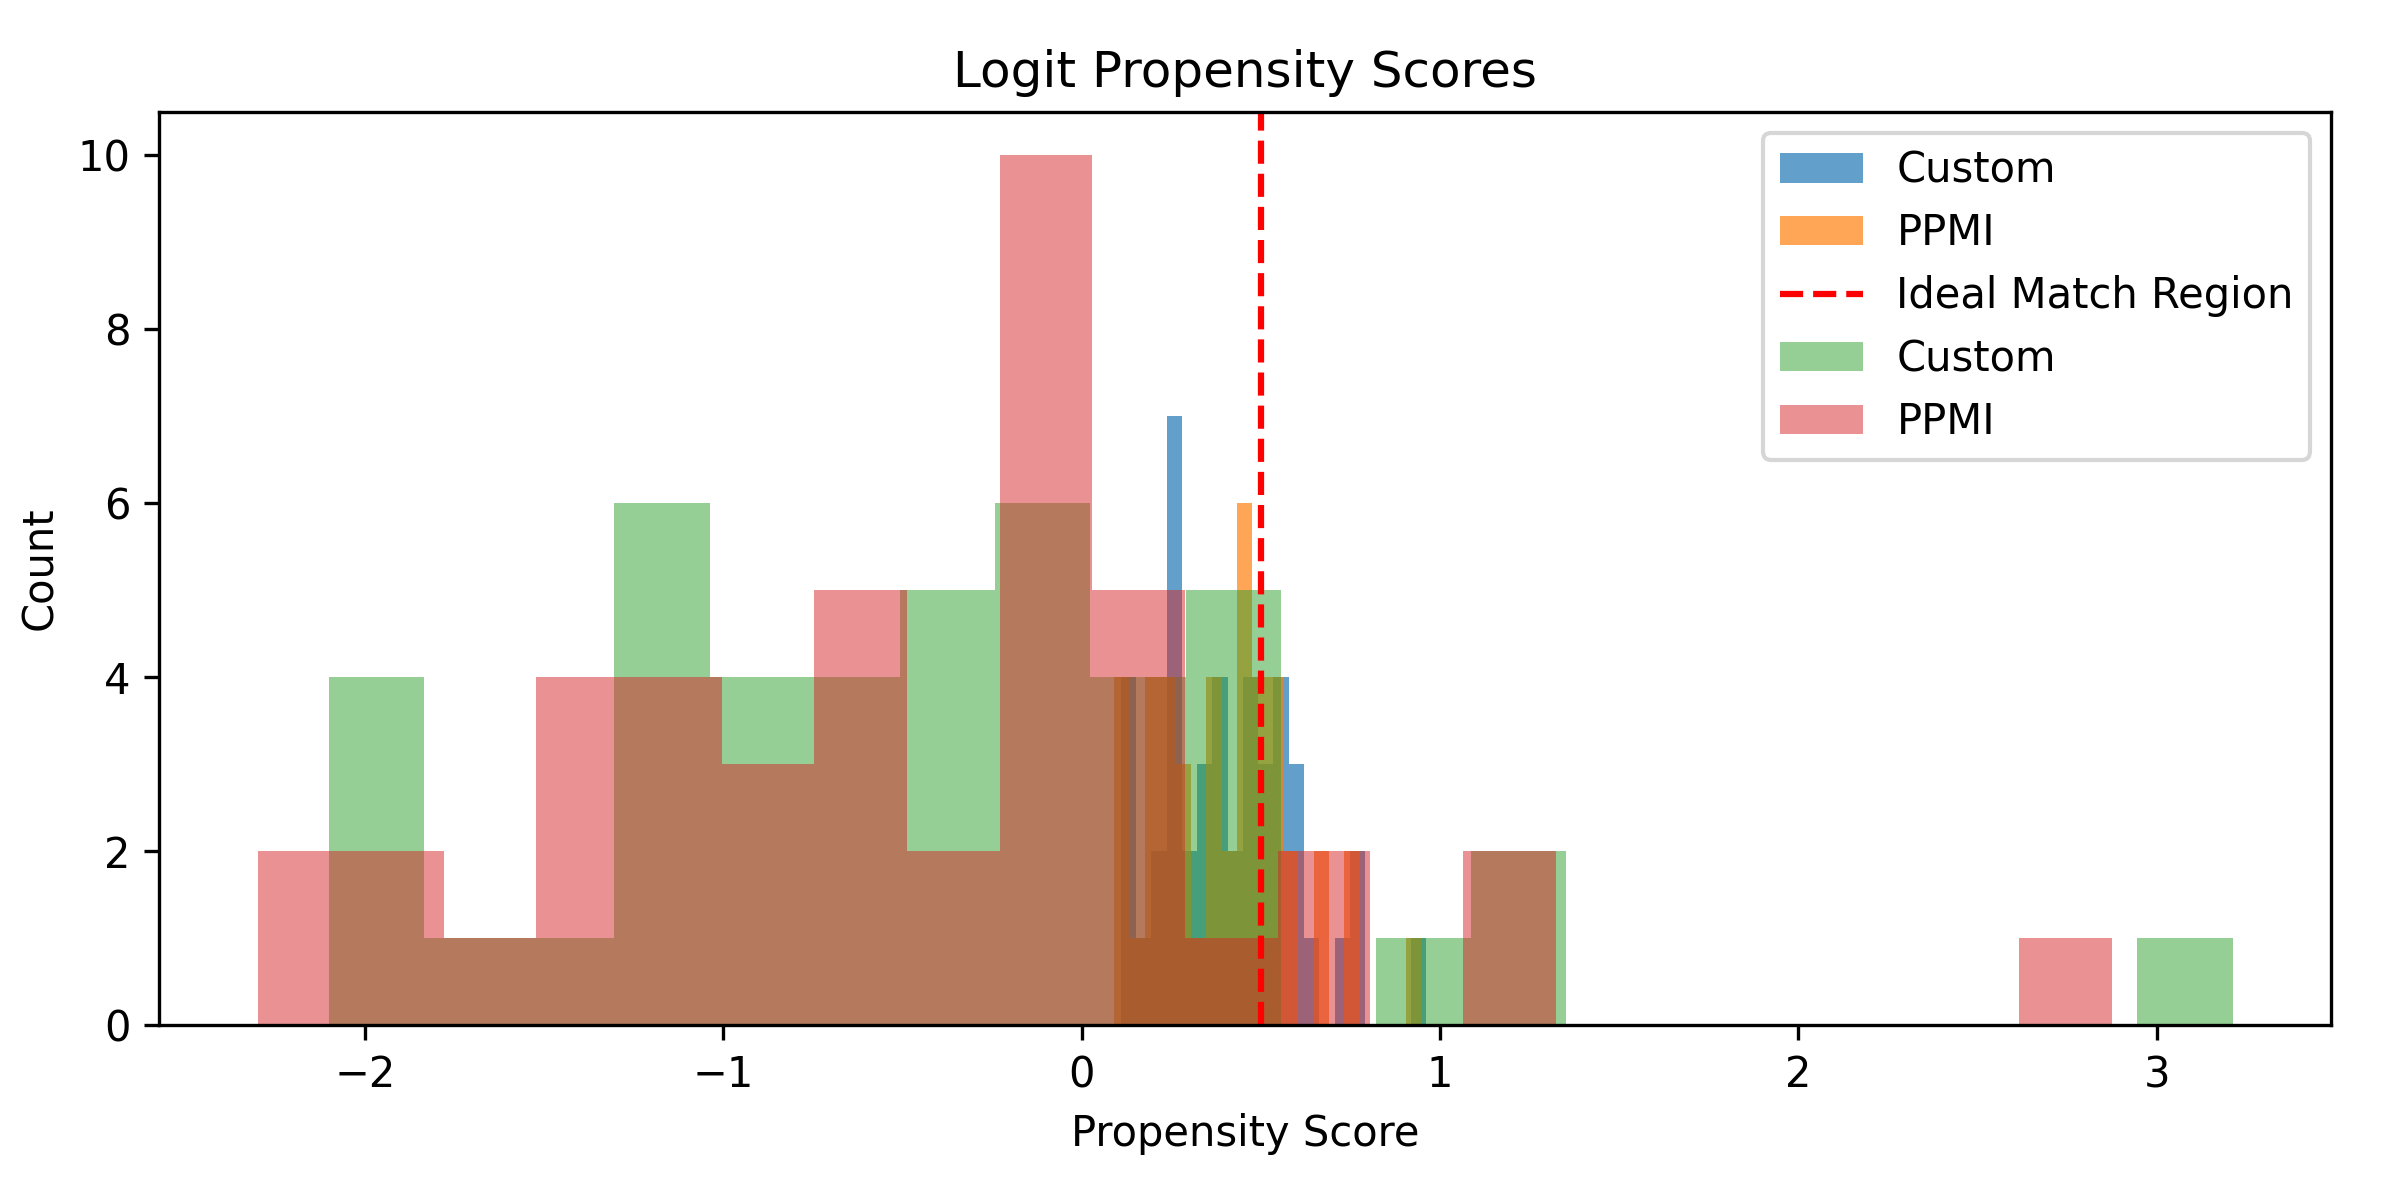 Logit Propensity Scores
10
8
6
4
2
0
Count
Custom
PPMI
Ideal Match Region
Custom
PPMI
−2
−1
0
1
2
3
Propensity Score